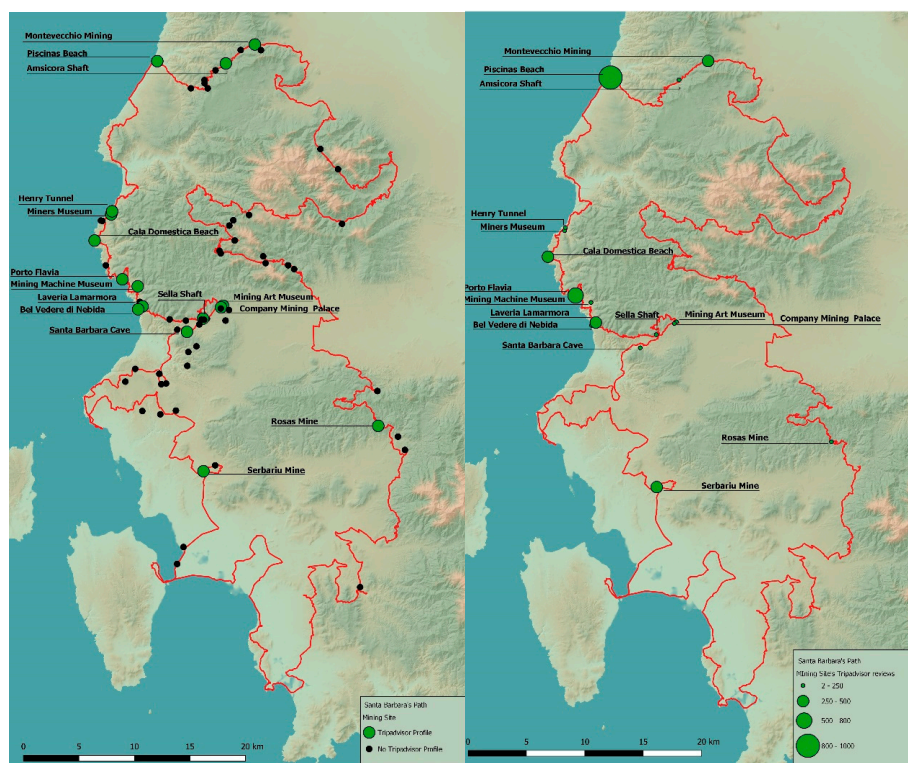 Montevecchio Mining
Piscinas Beach
Amsicora Shaft
Henry Tunnel
Miners Museum
Cala Domestica Beach
Porto Flavia
Mining Machine Museum
Sella Shaft
Mining Art Museum
Laveria Lamarmora
Bel Vedere di Nebida
Company Mining Palace
Santa Barbara Cave
Rosas Mine
Serbariu Mine
Santa Barbara's Path
Mining Site
Tripadvisor Profile
No Tripadvisor Profile
0 5 10 15 20 km
Montevecchio Mining
Piscinas Beach
Amsicora Shaft
Henry Tunnel
Miners Museum
Cala Domestica Beach
Porto Flavia
Mining Machine Museum
Laveria Lamarmora
Sella Shaft
Mining Art Museum
Company Mining Palace
Bel Vedere di Nebida
Santa Barbara Cave
Rosas Mine
Serbariu Mine
Santa Barbara's Path
Mining Site's Tripadvisor reviews
2 - 250
250 - 500
500 - 800
800 - 1000
0 5 10 15 20 km